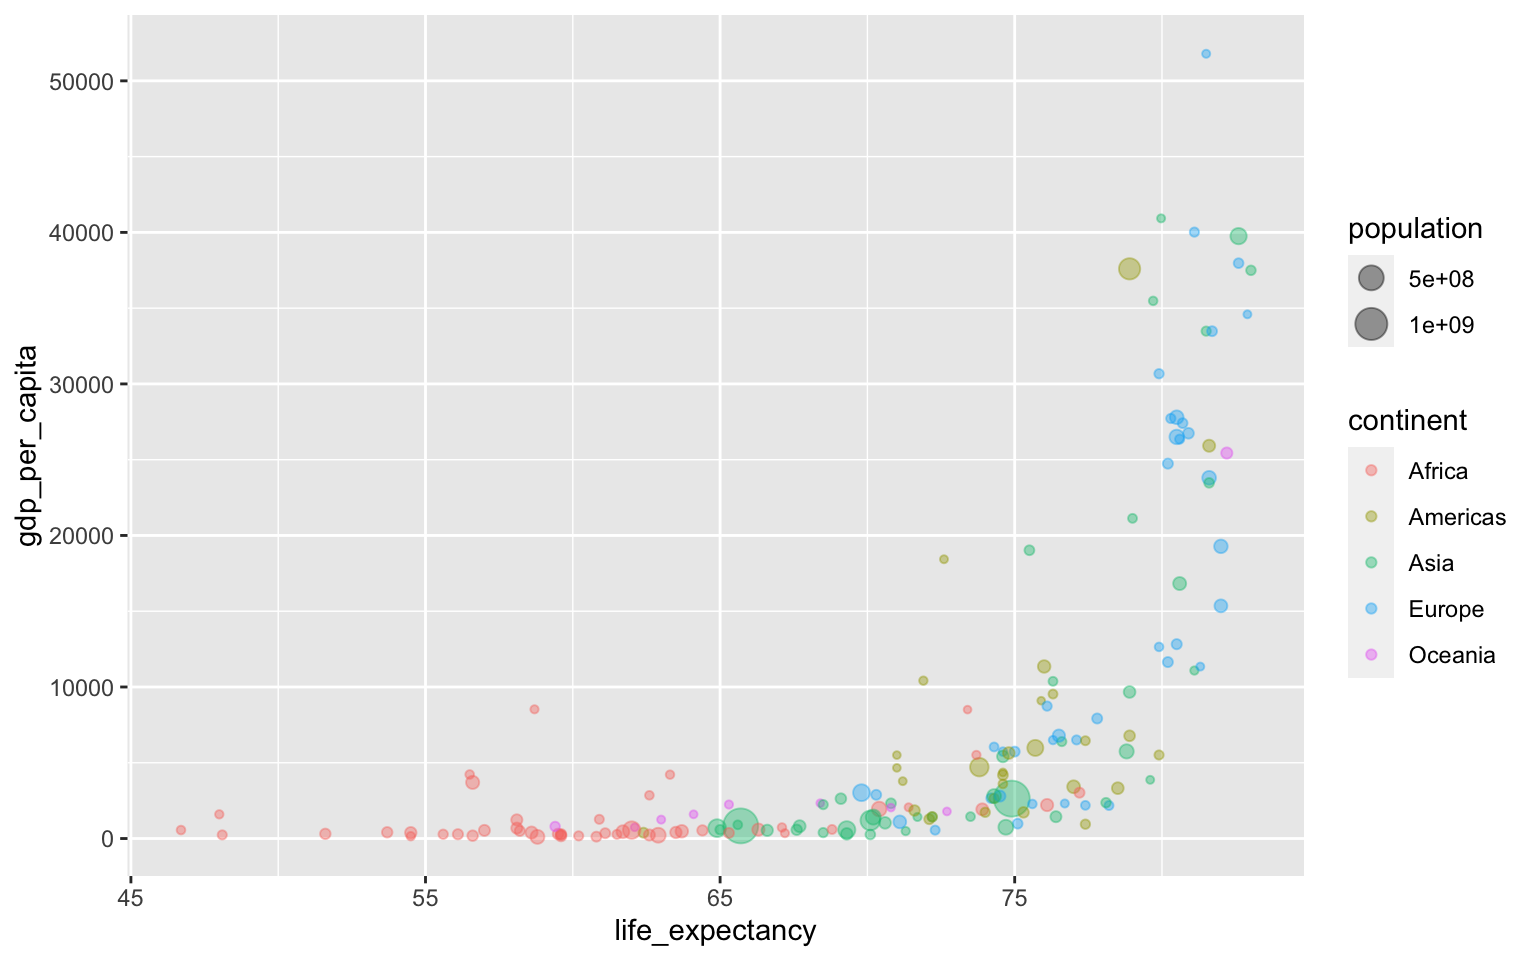 50000
40000
30000
20000
10000
0
gdp_per_capita
45
55
65
75
life_expectancy
population
5e+08
1e+09
continent
Africa
Americas
Asia
Europe
Oceania